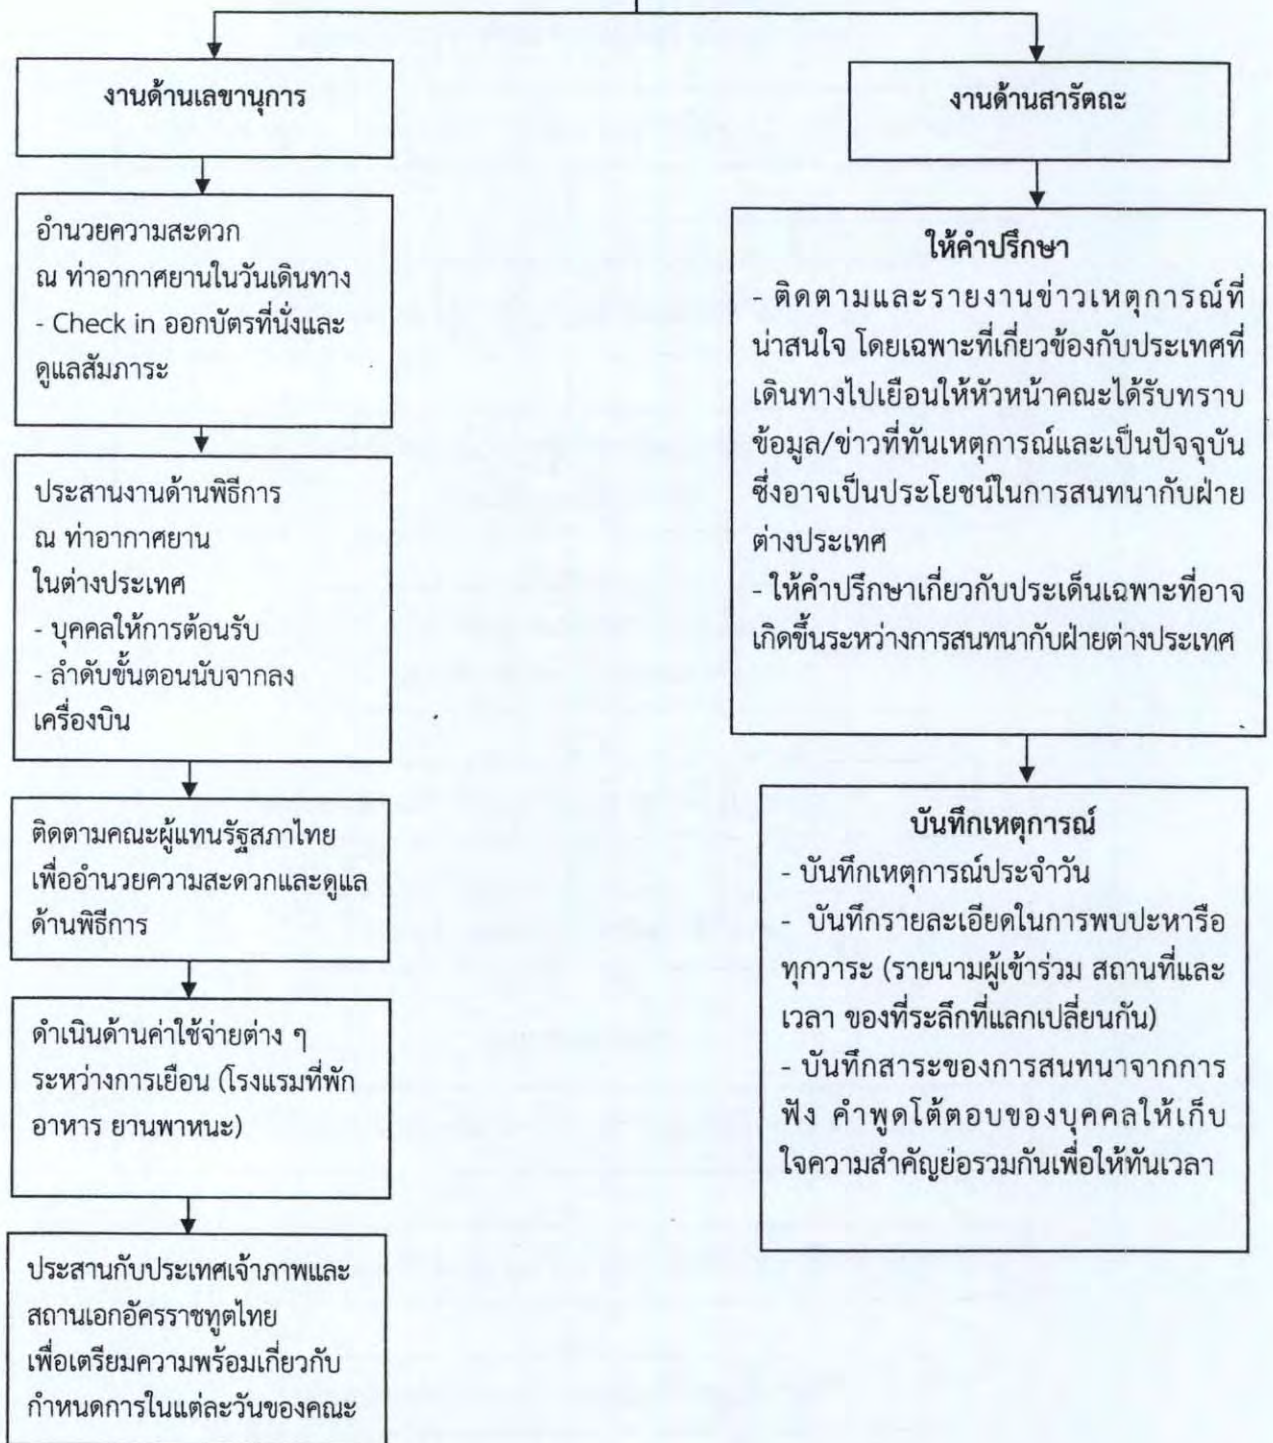 งานด้านเลขานุการ
อำนวยความสะดวก
ณ ท่าอากาศยานในวันเดินทาง
- Check in ออกบัตรที่นั่งและ
ดูแลสัมภาระ
ประสานงานด้านพิธีการ
ณ ท่าอากาศยาน
ในต่างประเทศ
- บุคคลให้การต้อนรับ
- ลำดับขั้นตอนนับจากลง
เครื่องบิน
ติดตามคณะผู้แทนรัฐสภาไทย
เพื่ออำนวยความสะดวกและดูแล
ด้านพิธีการ
ดำเนินด้านค่าใช้จ่ายต่าง ๆ
ระหว่างการเยือน (โรงแรมที่พัก
อาหาร ยานพาหนะ)
ประสานกับประเทศเจ้าภาพและ
สถานเอกอัครราชทูตไทย
เพื่อเตรียมความพร้อมเกี่ยวกับ
กำหนดการในแต่ละวันของคณะ
งานด้านสารัตถะ
ให้คำปรึกษา
- ติดตามและรายงานข่าวเหตุการณ์ที่
น่าสนใจ โดยเฉพาะที่เกี่ยวข้องกับประเทศที่
เดินทางไปเยือนให้หัวหน้าคณะได้รับทราบ
ข้อมูล/ข่าวที่ทันเหตุการณ์และเป็นปัจจุบัน
ซึ่งอาจเป็นประโยชน์ในการสนทนากับฝ่าย
ต่างประเทศ
- ให้คำปรึกษาเกี่ยวกับประเด็นเฉพาะที่อาจ
เกิดขึ้นระหว่างการสนทนากับฝ่ายต่างประเทศ
บันทึกเหตุการณ์
- บันทึกเหตุการณ์ประจำวัน
- บันทึกรายละเอียดในการพบปะหารือ
ทุกวาระ (รายนามผู้เข้าร่วม สถานที่และ
เวลา ของที่ระลึกที่แลกเปลี่ยนกัน)
- บันทึกสาระของการสนทนาจากการ
ฟัง คำพูดโต้ตอบของบุคคลให้เก็บ
ใจความสำคัญย่อรวมกันเพื่อให้ทันเวลา